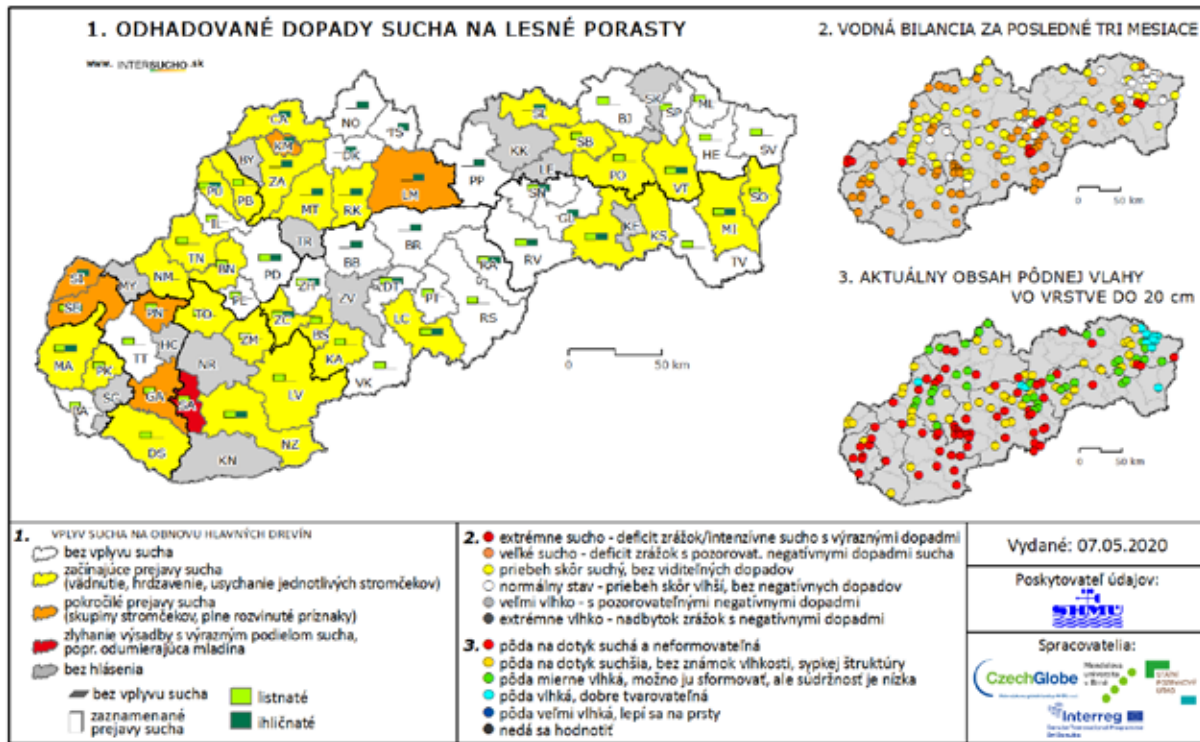 1. ODHADOVANÉ DOPADY SUCHA NA LESNÉ PORASTY
www. INTERSUCHO.sk
2. VODNÁ BILANCIA ZA POSLEDNÉ TRI MESIACE
3. AKTUÁLNY OBSAH PÔDNEJ VLAHY
VO VRSTVE DO 20 cm
CA
NO
TS
KM
DK
BY
ZA
MT
RK
LM
PP
KK
SL
SB
BJ
SK
SP
ML
HE
SV
PO
VT
SO
MI
TV
KE
KS
RV
GL
SN
LE
PU
PB
IL
TN
BN
NM
MY
SI
SE
PN
PD
TR
BB
BR
ZH
ZV
DT
PT
RA
RS
LC
PE
TO
ZC
BS
ZM
KA
VK
LV
NR
HC
TT
MA
PK
SC
BA
GA
SA
DS
KN
NZ
0 50 km
0 50 km
0 50 km
1. VPLYV SUCHA NA OBNOVU HLAVNÝCH DREVÍN
bez vplyvu sucha
začínajúce prejavy sucha
(vädnutie, hrdzavenie, usychanie jednotlivých stromčekov)
pokročilé prejavy sucha
(skupiny stromčekov, plne rozvinuté príznaky)
zlyhanie výsadby s výrazným podielom sucha,
popr. odumierajúca mladina
bez hlásenia
bez vplyvu sucha
zaznamenané
prejavy sucha
listnaté
ihličnaté
2. extrémne sucho - deficit zrážok/intenzívne sucho s výraznými dopadmi
veľké sucho - deficit zrážok s pozorovat. negatívnymi dopadmi sucha
priebeh skôr suchý, bez viditeľných dopadov
normálny stav - priebeh skôr vlhší, bez negatívnych dopadov
veľmi vlhko - s pozorovateľnými negatívnymi dopadmi
extrémne vlhko - nadbytok zrážok s negatívnymi dopadmi
3. pôda na dotyk suchá a neformovateľná
pôda na dotyk suchšia, bez známok vlhkosti, sypkej štruktúry
pôda mierne vlhká, možno ju sformovať, ale súdržnosť je nízka
pôda vlhká, dobre tvarovateľná
pôda veľmi vlhká, lepí sa na prsty
nedá sa hodnotiť
Vydané: 07.05.2020
Poskytovateľ údajov:
SHMÚ
Spracovatelia:
CzechGlobe
Mendelova
univerzita
v Brně
Interreg